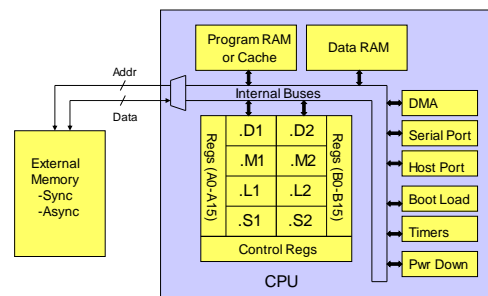 Program RAM
or Cache
Data RAM
Addr
Internal Buses
Data
DMA
Serial Port
Host Port
Boot Load
Timers
Pwr Down
External
Memory
-Sync
-Async
Regs (A0-A15)
.D1
.D2
.M1
.M2
.L1
.L2
.S1
.S2
Regs (B0-B15)
Control Regs
CPU